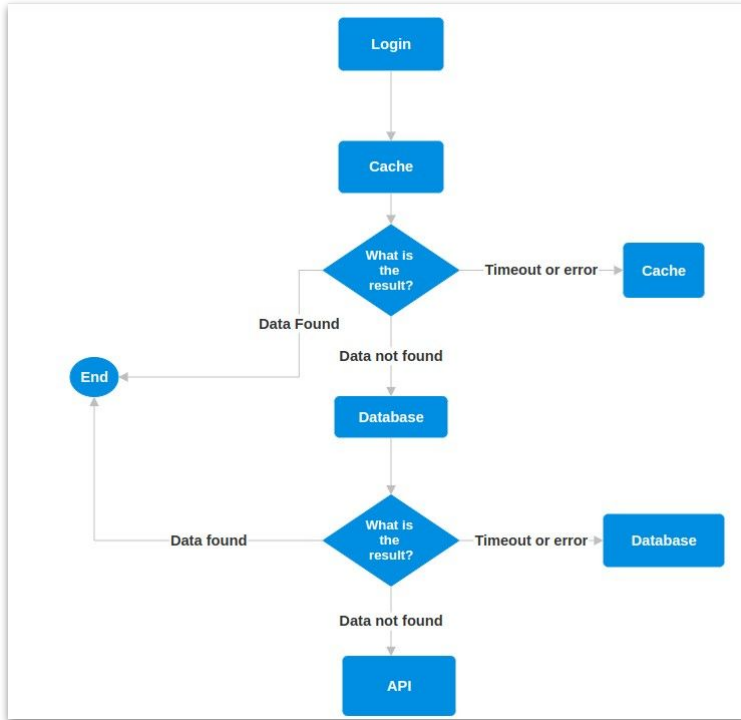 Login
Cache
What is
the
result?
Timeout or error
Cache
Data Found
Data not found
End
Database
What is
the
result?
Data found
Timeout or error
Database
Data not found
API